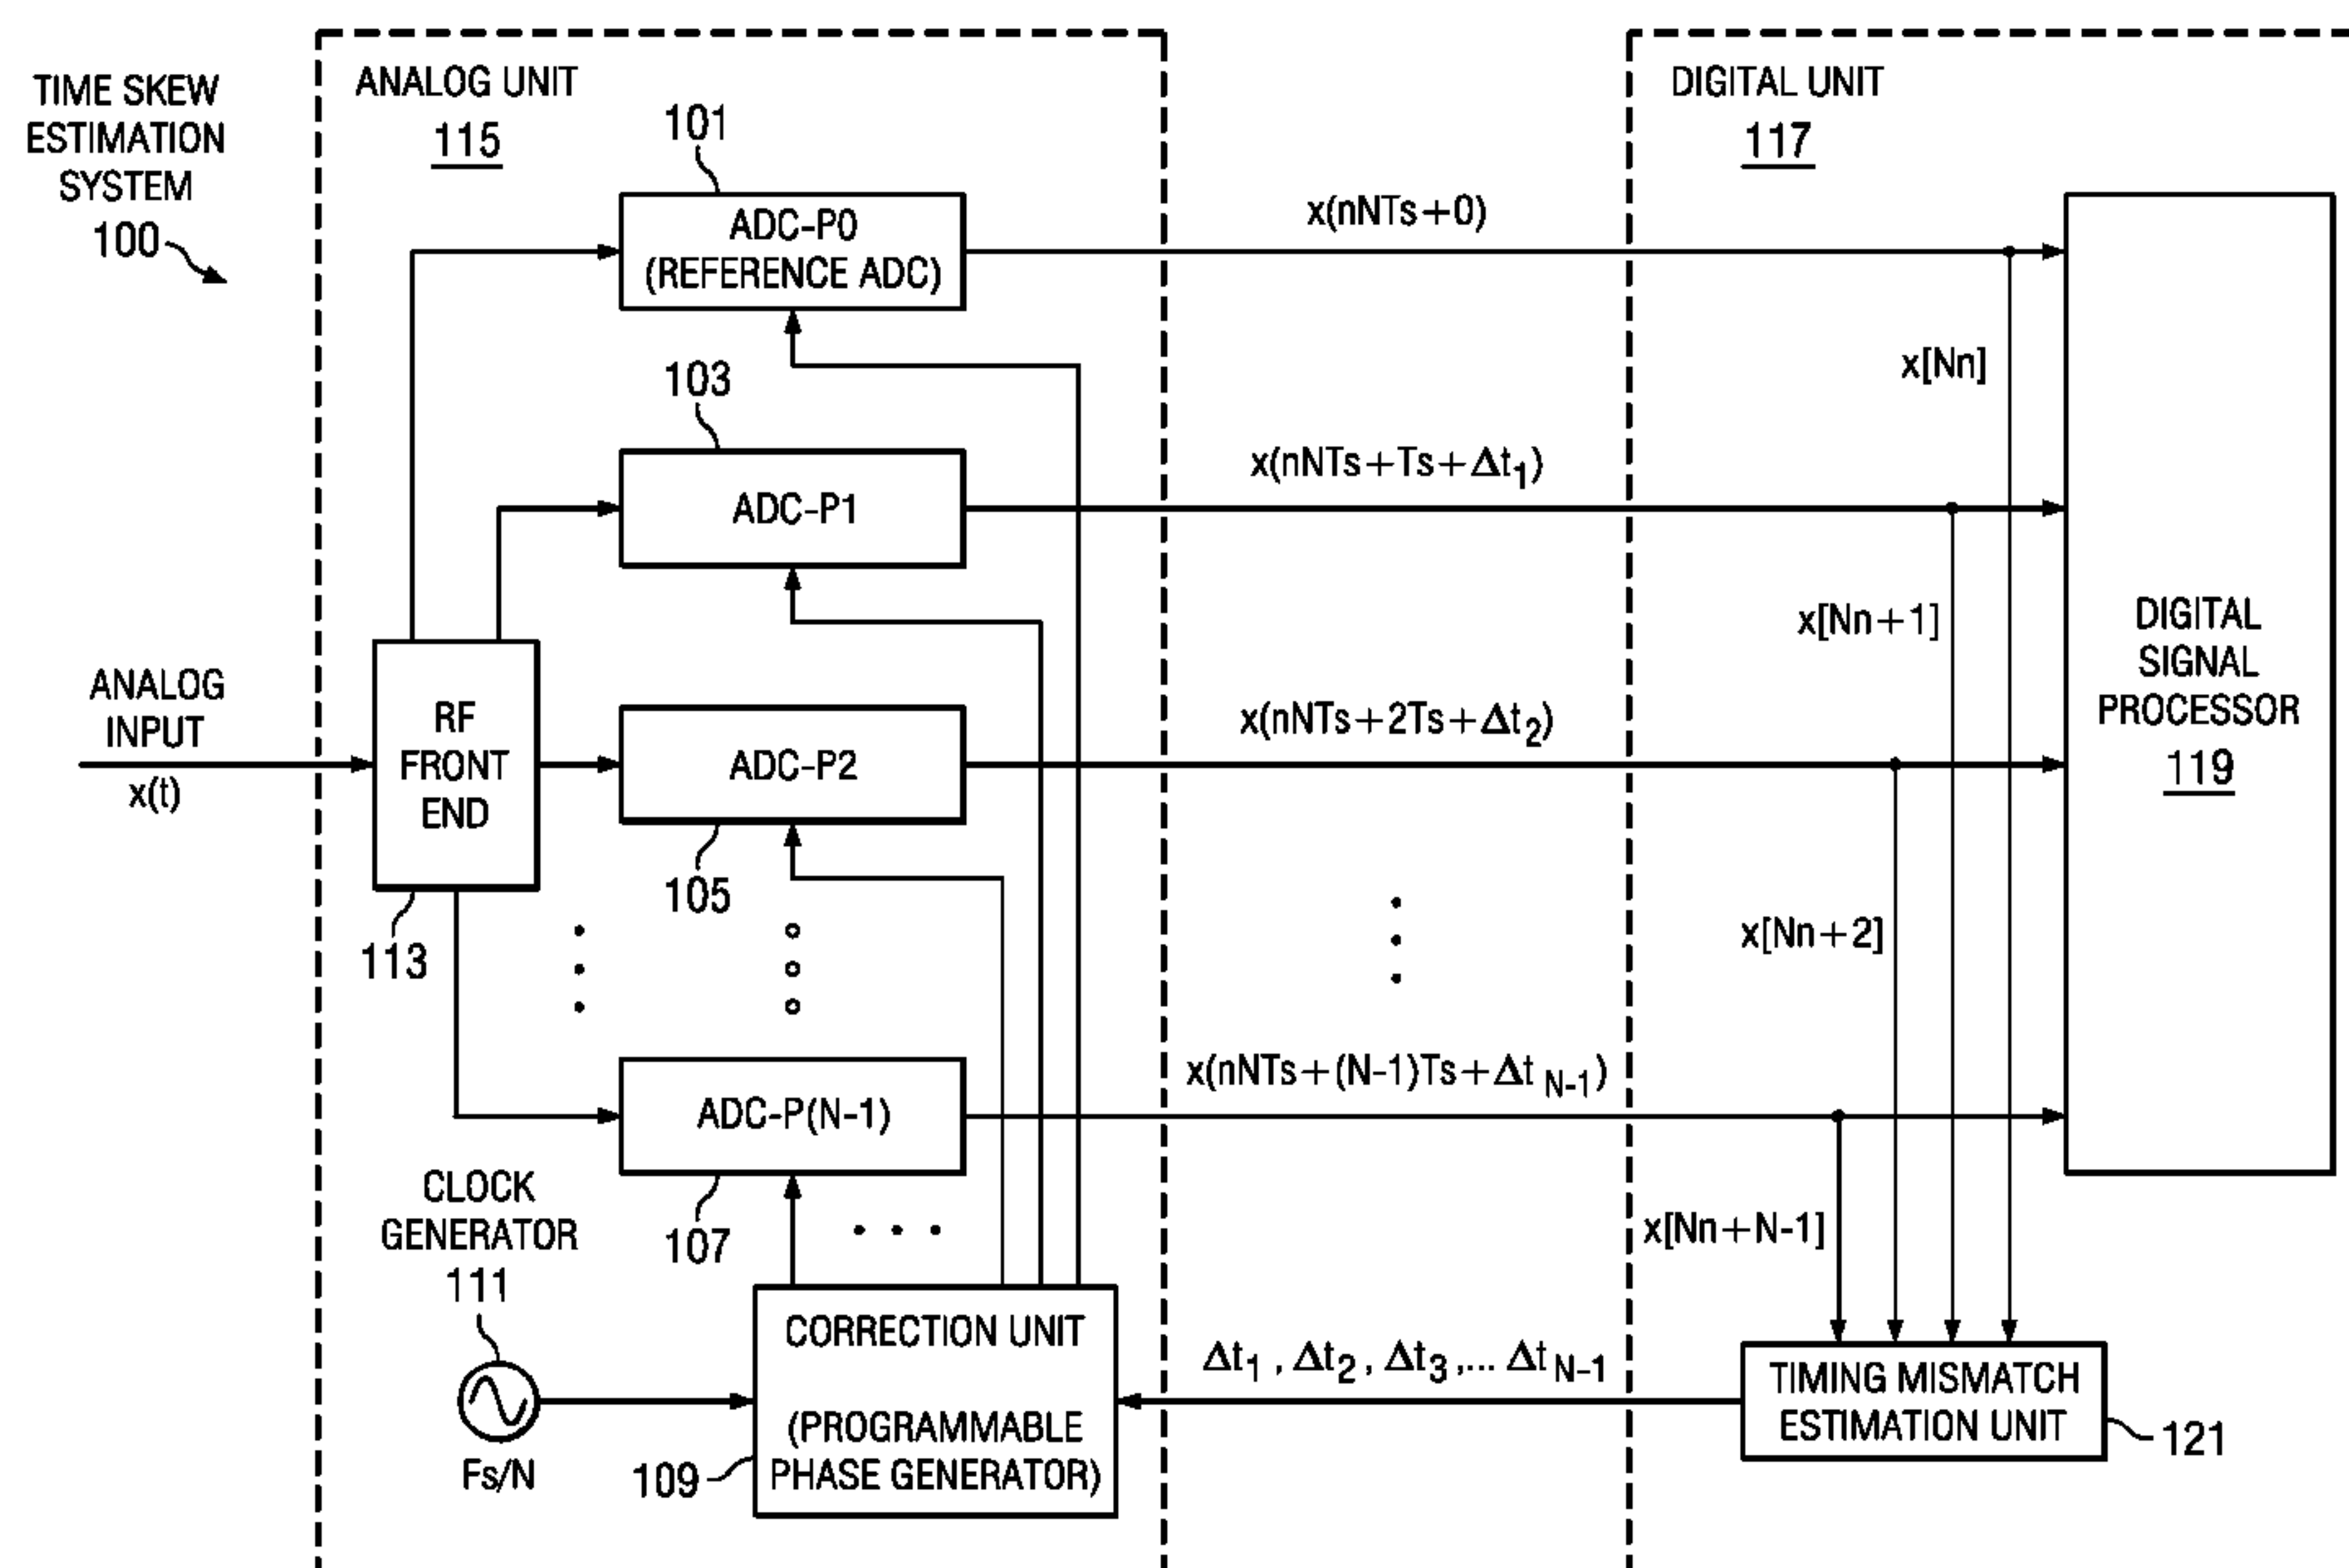 TIME SKEW
ESTIMATION
SYSTEM
100
ANALOG UNIT
115
101
ADC-P0
(REFERENCE ADC)
x(nNTs+0)
DIGITAL UNIT
117
x[Nn]
103
ADC-P1
x(nNTs+Ts+Δt1)
x[Nn+1]
DIGITAL
SIGNAL
PROCESSOR
119
ANALOG
INPUT
x(t)
RF
FRONT
END
113
ADC-P2
105
x(nNTs+2Ts+Δt2)
x[Nn+2]
ADC-P(N-1)
107
x(nNTs+(N-1)Ts+Δt N-1)
x[Nn+N-1]
CLOCK
GENERATOR
111
Fs/N
CORRECTION UNIT
(PROGRAMMABLE
PHASE GENERATOR)
109
Δt1 , Δt2 , Δt3 ,... Δt N-1
TIMING MISMATCH
ESTIMATION UNIT
121